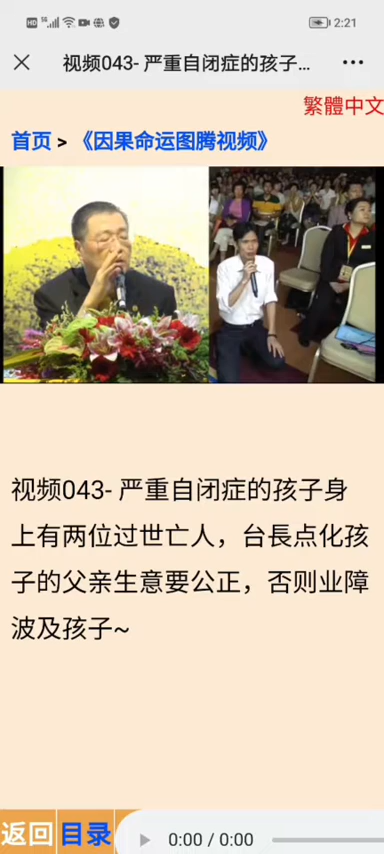 HD 5G 2:21
视频043- 严重自闭症的孩子...
繁體中文
首页 > 《因果命运图腾视频》
视频043- 严重自闭症的孩子身
上有两位过世亡人，台長点化孩
子的父亲生意要公正，否则业障
波及孩子~
返回 目录 0:00 / 0:00